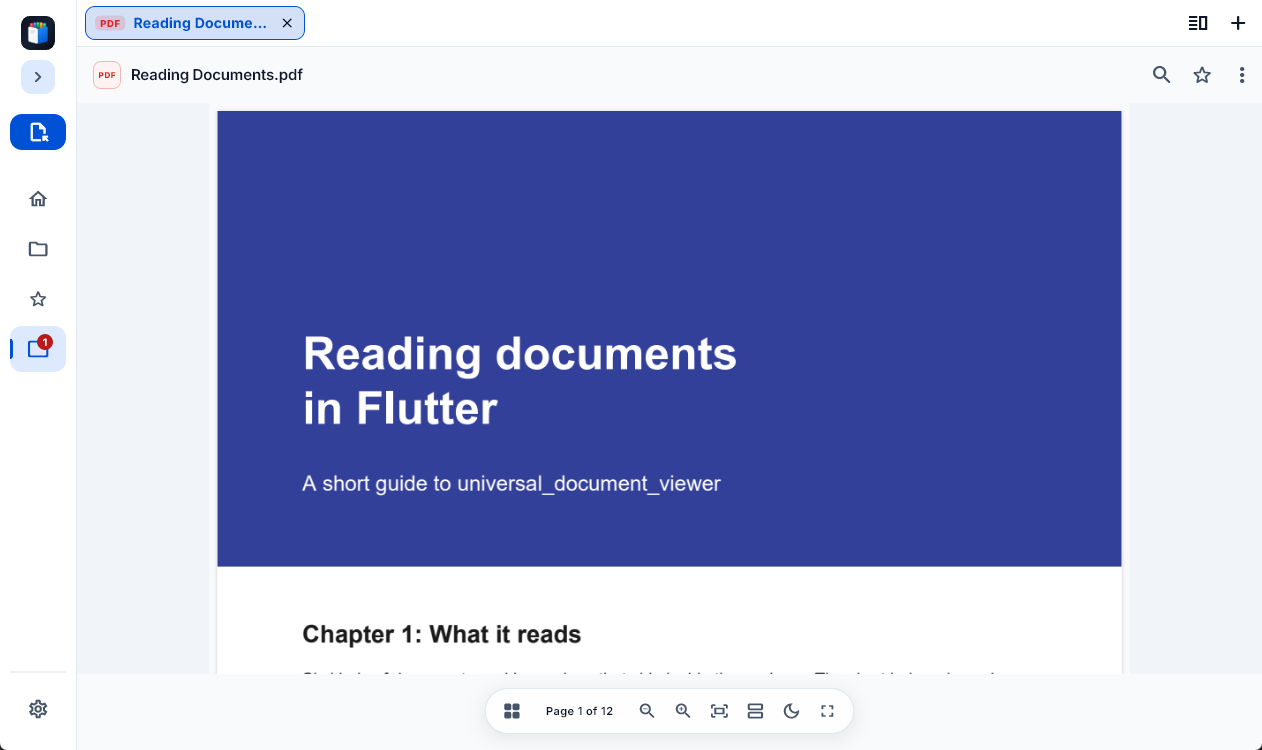 PDF Reading Docume...
PDF Reading Documents.pdf
1
Reading documents
in Flutter
A short guide to universal_document_viewer
Chapter 1: What it reads
Page 1 of 12